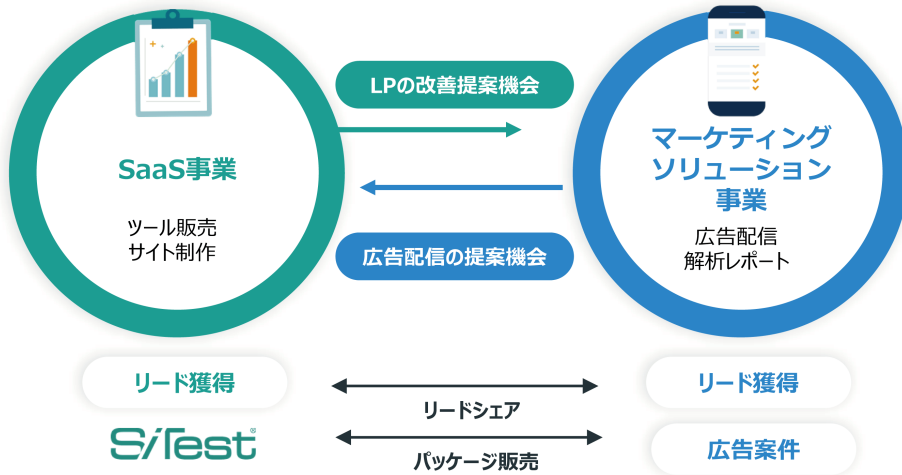 LPの改善提案機会
SaaS事業
ツール販売
サイト制作
マーケティング
ソリューション
事業
広告配信
解析レポート
広告配信の提案機会
リード獲得
リードシェア
リード獲得
SiTest®
パッケージ販売
広告案件